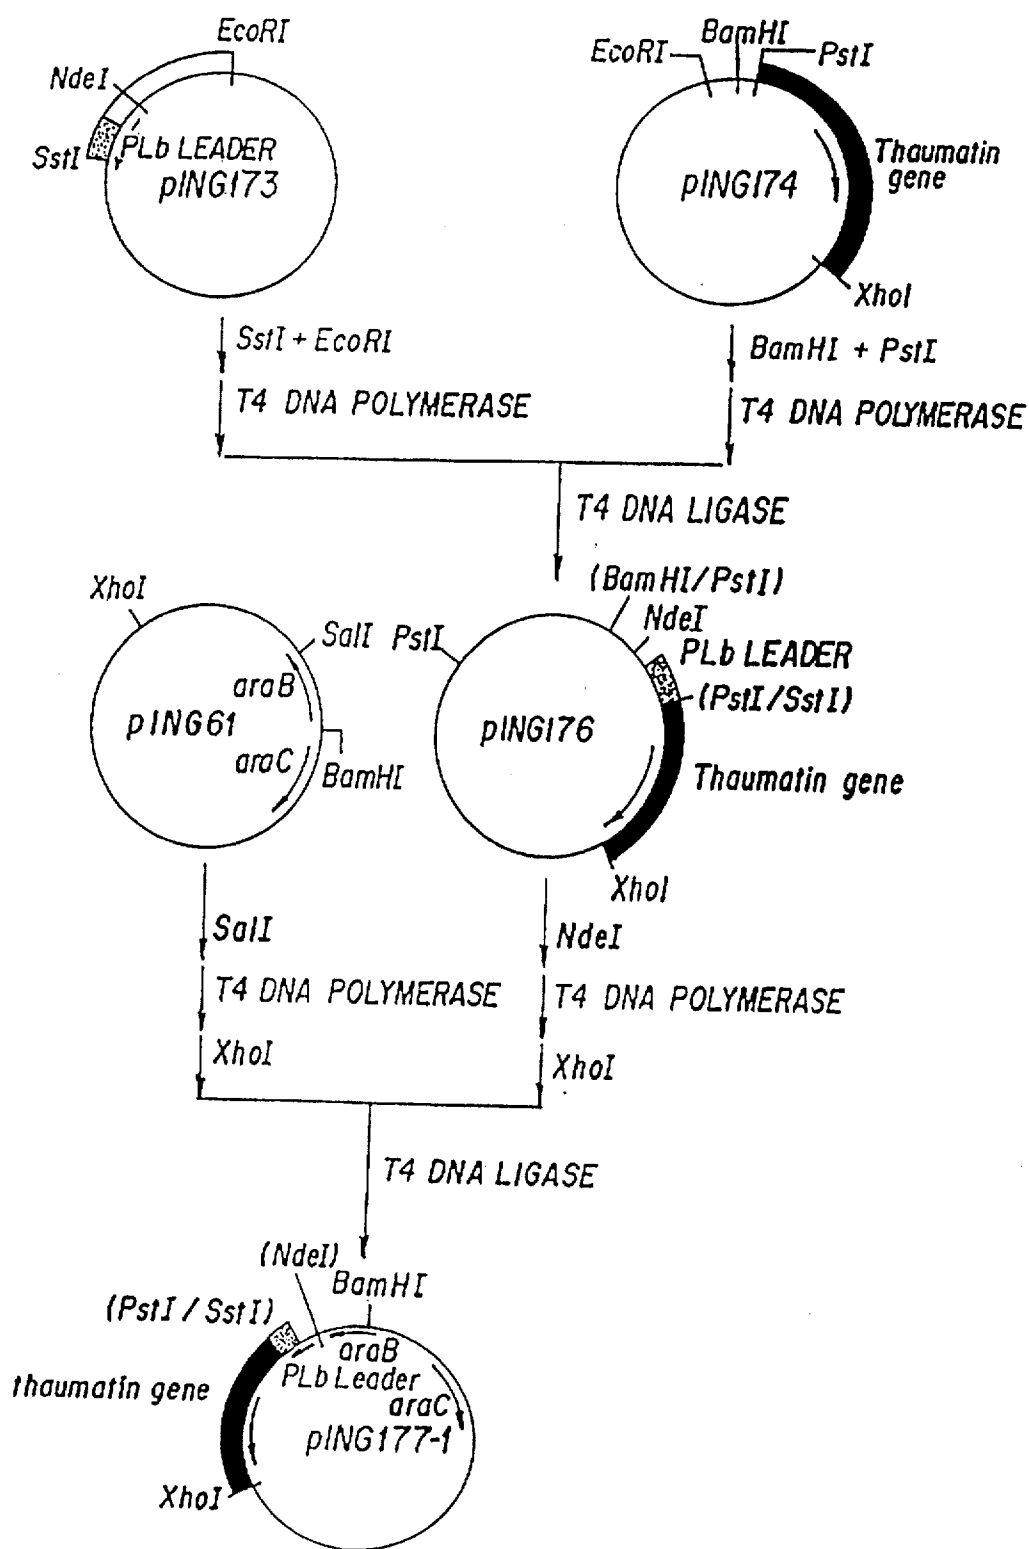 EcoRI
NdeI
SstI
PLb LEADER
pING173
BamHI
EcoRI
PstI
pING174
Thaumatin
gene
XhoI
SstI + EcoRI
T4 DNA POLYMERASE
BamHI + PstI
T4 DNA POLYMERASE
T4 DNA LIGASE
XhoI
SalI
araB
pING61
araC
BamHI
(BamHI/PstI)
NdeI
PstI
PLb LEADER
(PstI/SstI)
pING176
Thaumatin gene
XhoI
SalI
T4 DNA POLYMERASE
XhoI
NdeI
T4 DNA POLYMERASE
XhoI
T4 DNA LIGASE
(NdeI)
BamHI
(PstI / SstI)
araB
PLb Leader
thaumatin gene
araC
pING177-1
XhoI